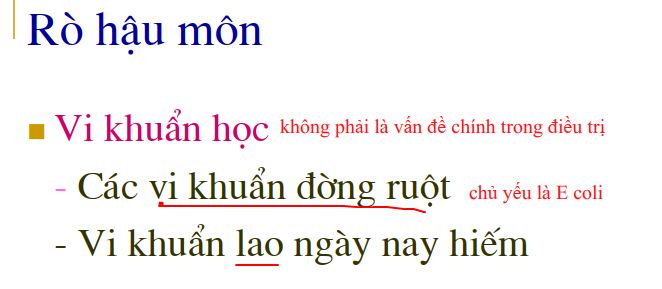 Rò hậu môn
Vi khuẩn học không phải là vấn đề chính trong điều trị
- Các vi khuẩn đờng ruột chủ yếu là E coli
- Vi khuẩn lao ngày nay hiếm